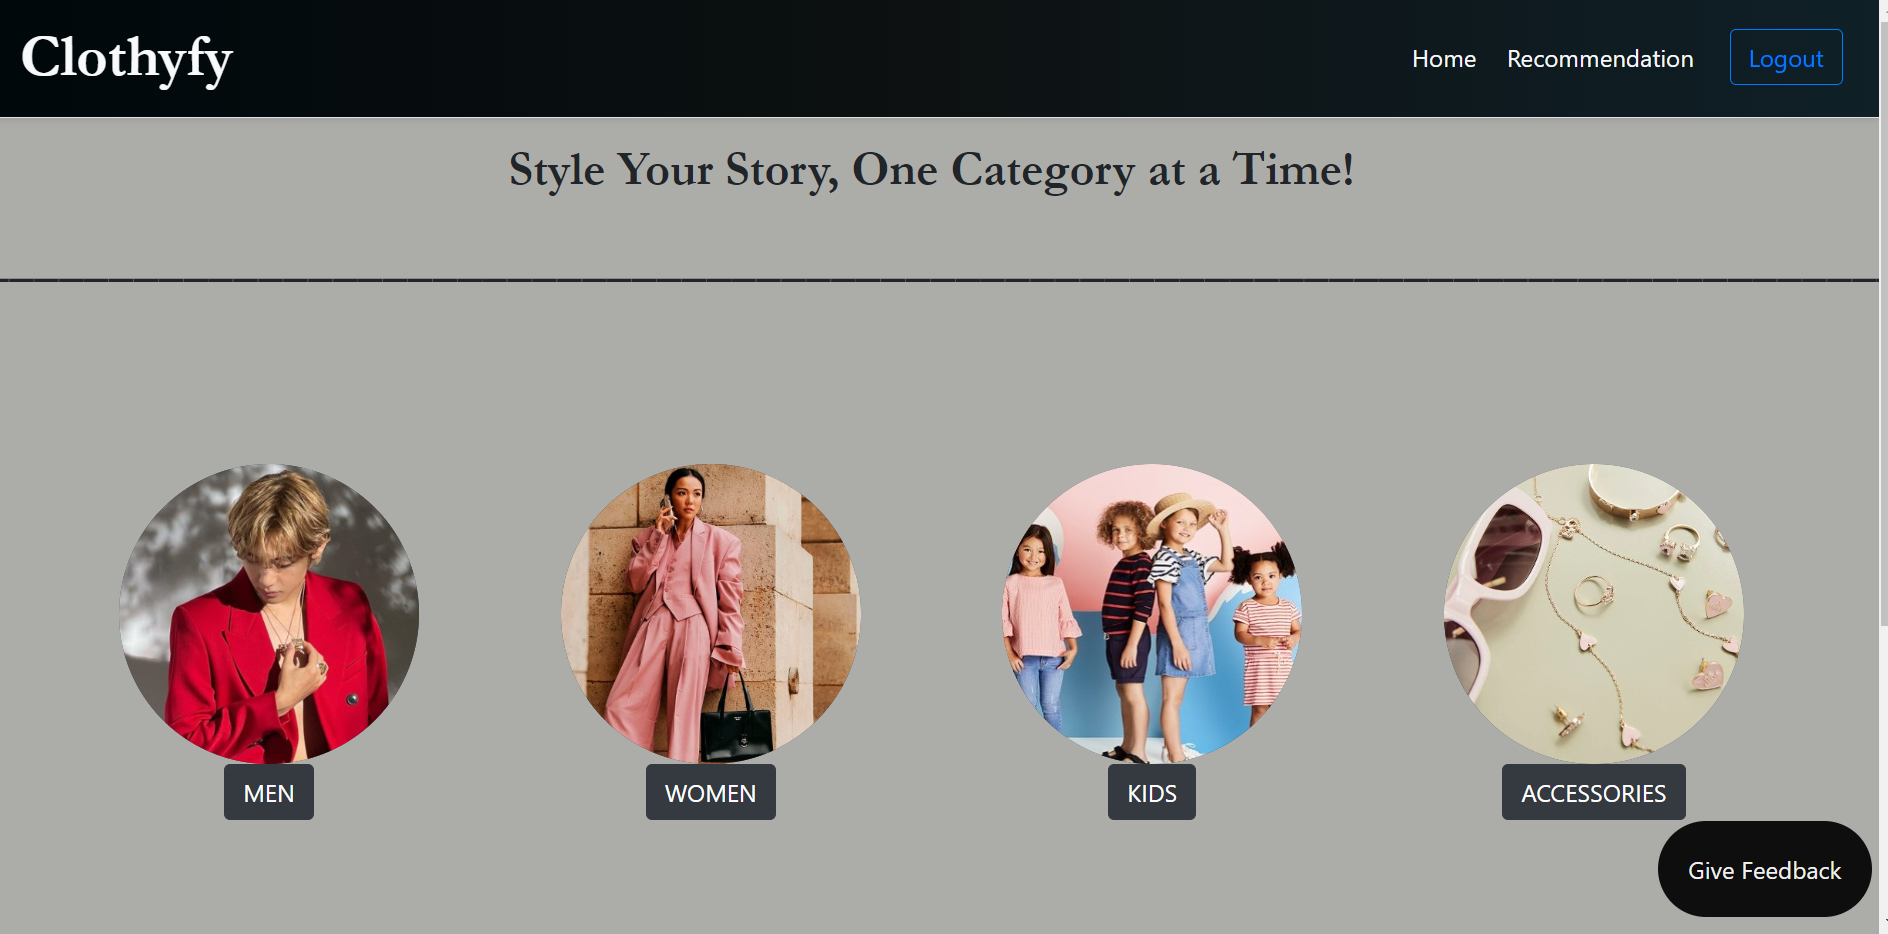 Clothyfy
Home Recommendation Logout
Style Your Story, One Category at a Time!
MEN WOMEN KIDS ACCESSORIES
Give Feedback